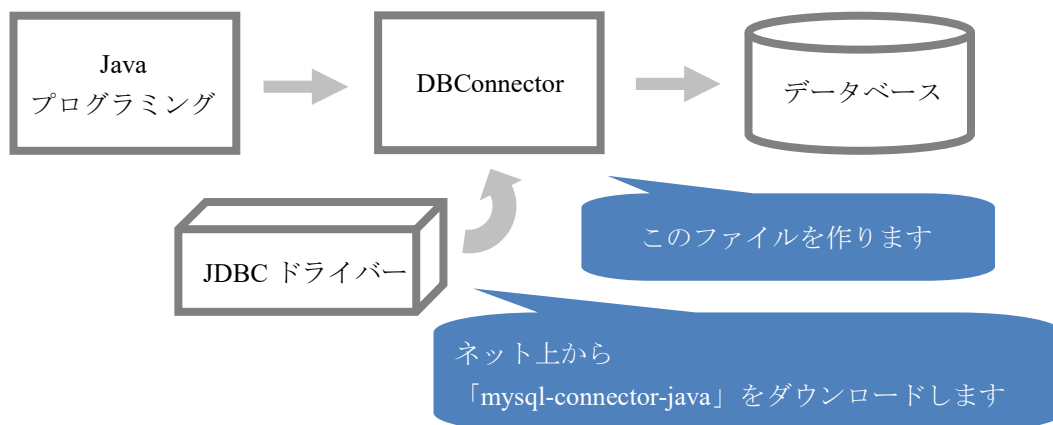 Java
プログラミング
DBConnector
データベース
JDBC ドライバー
このファイルを作ります
ネット上から
「mysql-connector-java」をダウンロードします